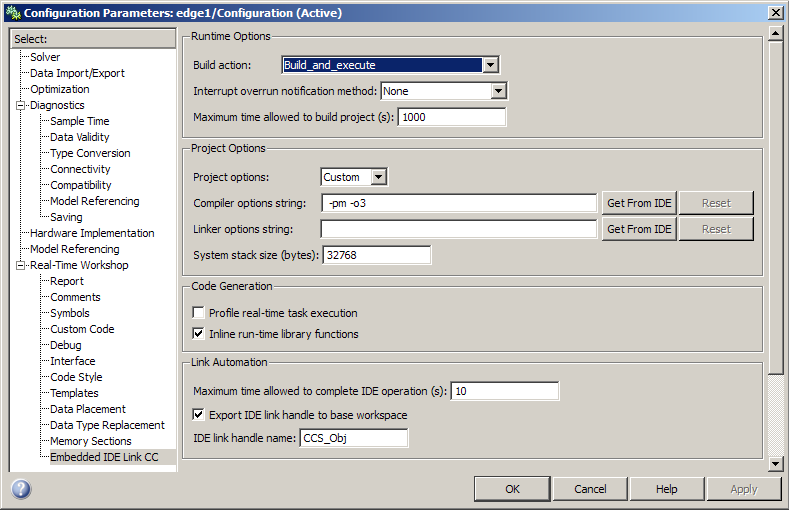 Configuration Parameters: edge1/Configuration (Active)
Select:
Solver
Data Import/Export
Optimization
Diagnostics
Sample Time
Data Validity
Type Conversion
Connectivity
Compatibility
Model Referencing
Saving
Hardware Implementation
Model Referencing
Real-Time Workshop
Report
Comments
Symbols
Custom Code
Debug
Interface
Code Style
Templates
Data Placement
Data Type Replacement
Memory Sections
Embedded IDE Link CC
Runtime Options
Build action: Build_and_execute
Interrupt overrun notification method: None
Maximum time allowed to build project (s): 1000
Project Options
Project options: Custom
Compiler options string: -pm -o3 Get From IDE Reset
Linker options string: Get From IDE Reset
System stack size (bytes): 32768
Code Generation
Profile real-time task execution
Inline run-time library functions
Link Automation
Maximum time allowed to complete IDE operation (s): 10
Export IDE link handle to base workspace
IDE link handle name: CCS_Obj
? OK Cancel Help Apply